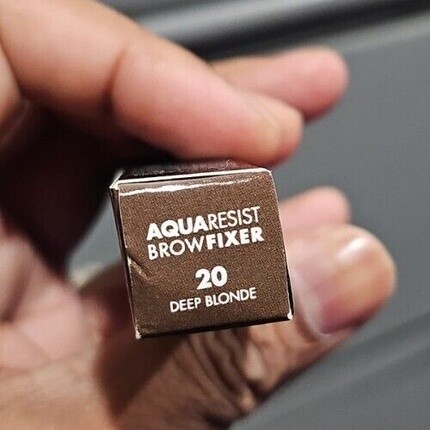 AQUARESIST
BROWFIXER
20
DEEP BLONDE